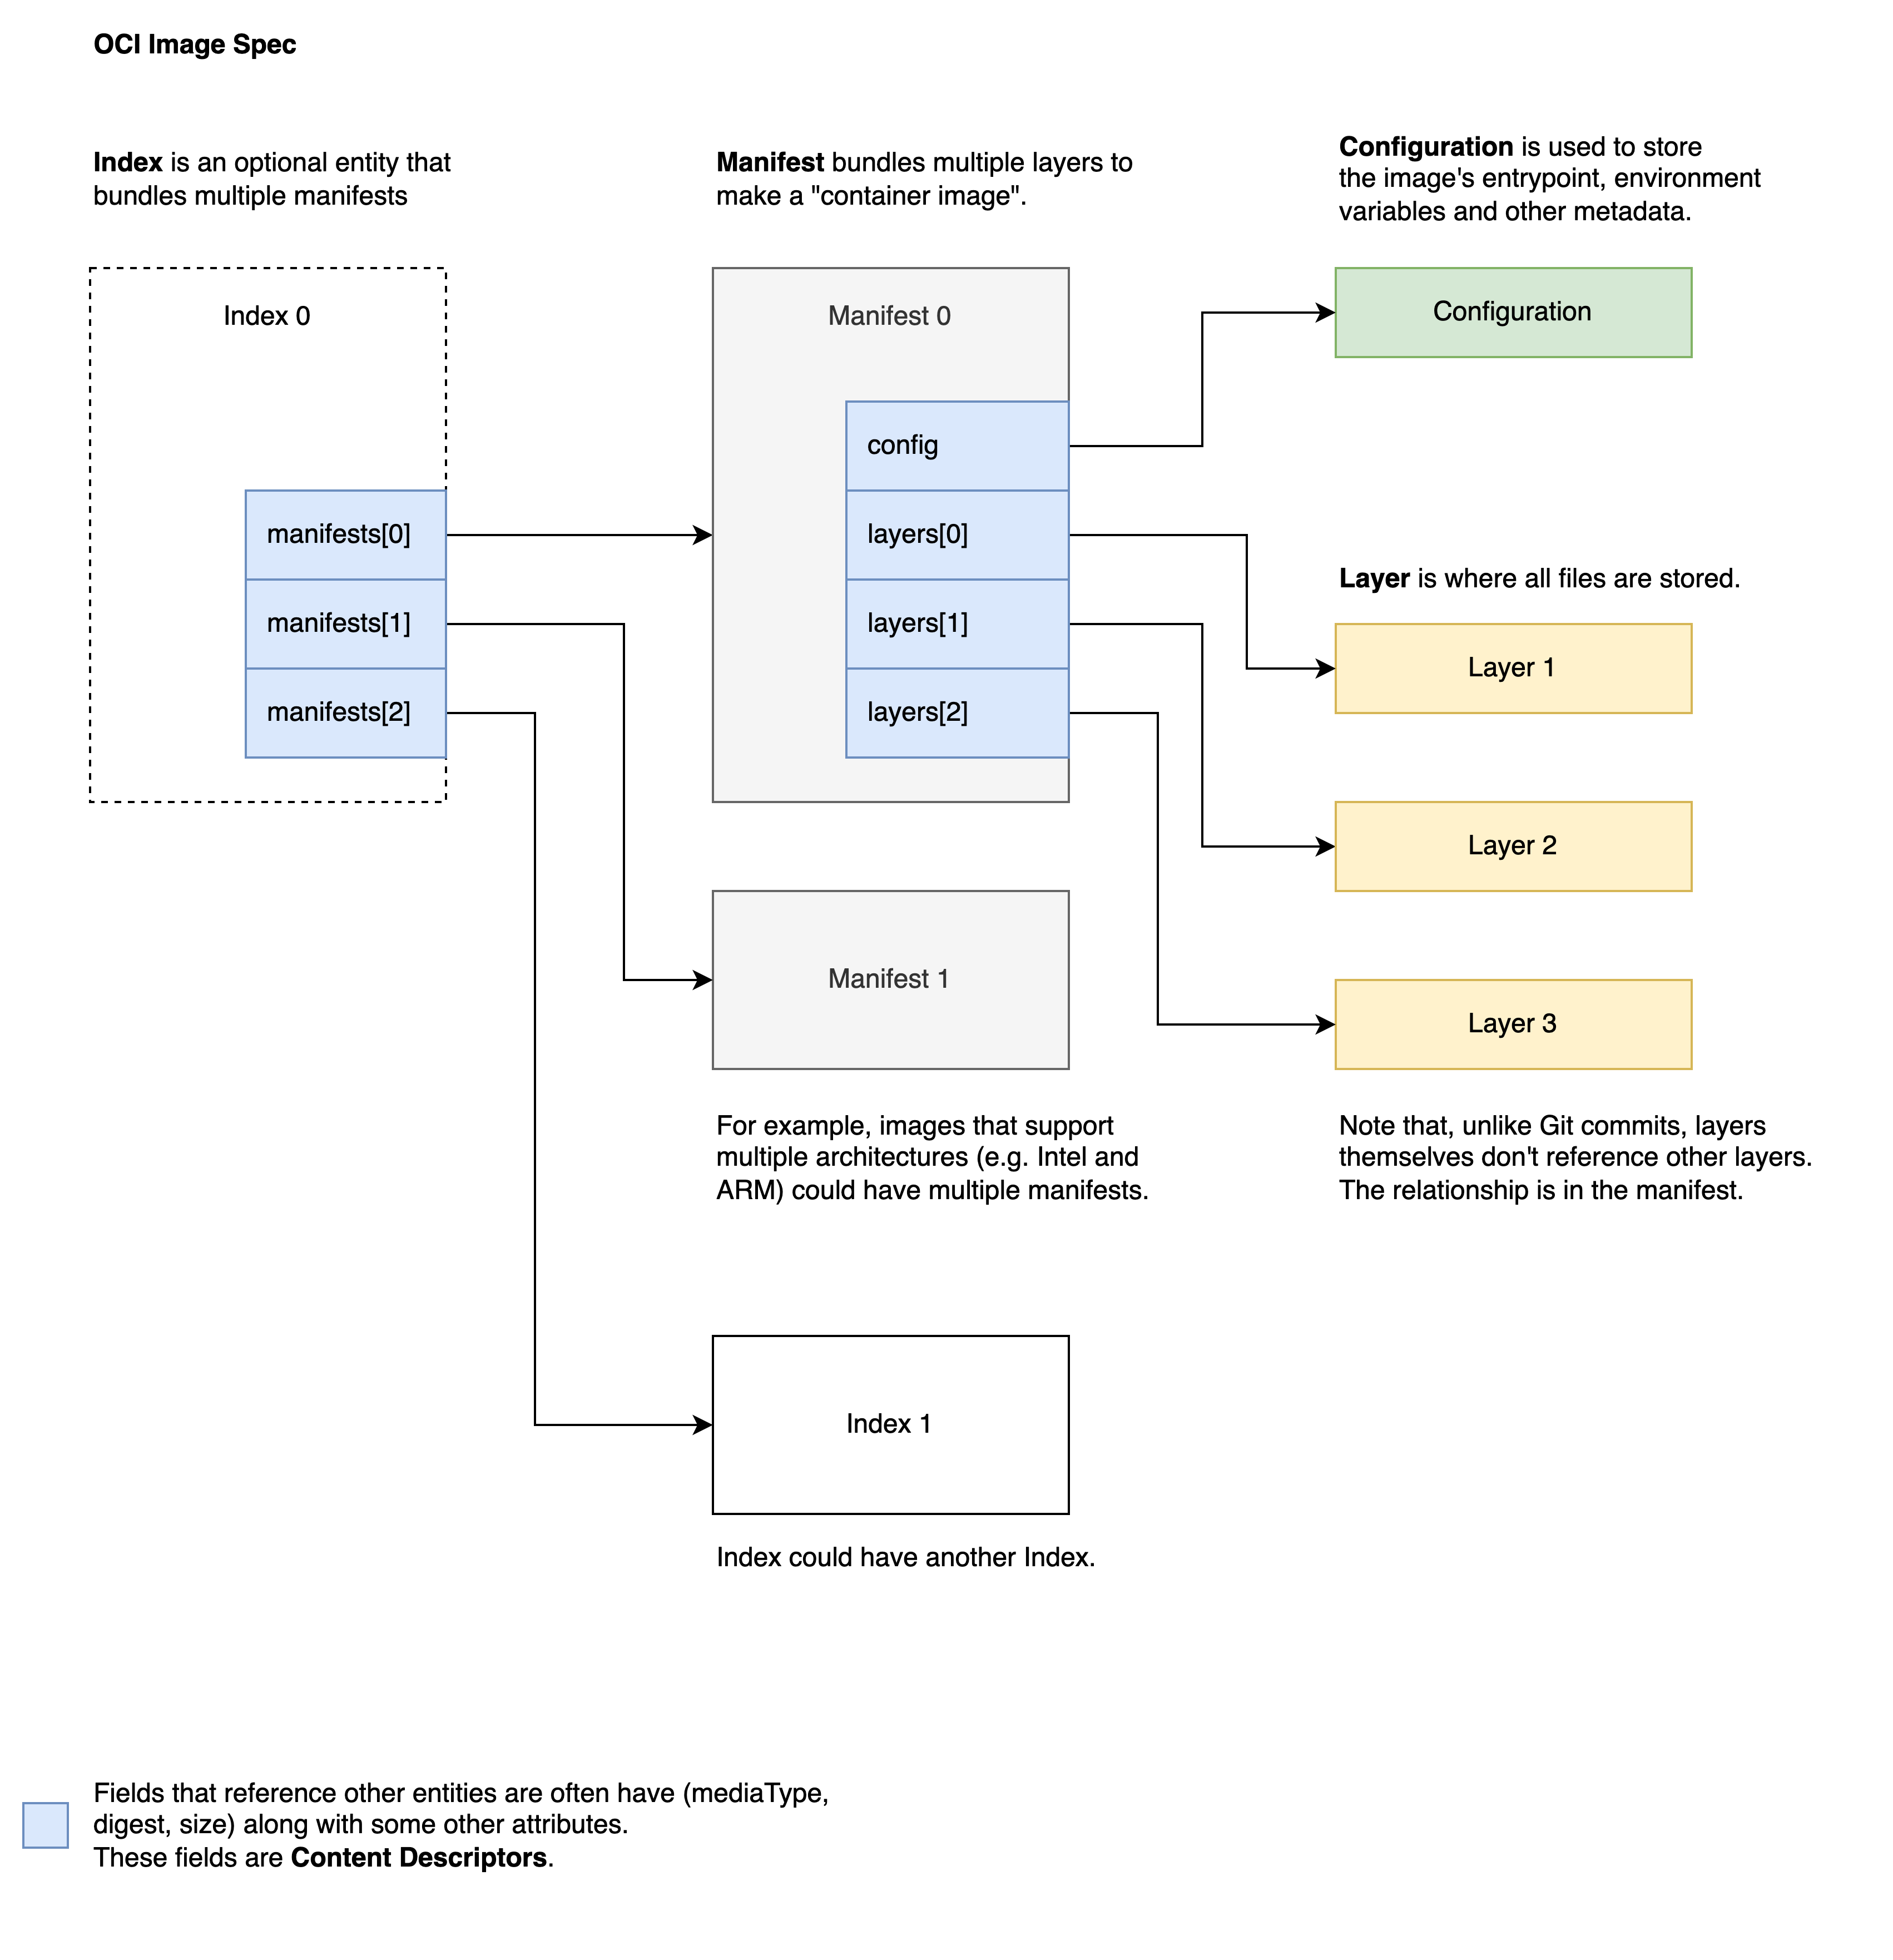 OCI Image Spec
Index is an optional entity that
bundles multiple manifests
Manifest bundles multiple layers to
make a "container image".
Configuration is used to store
the image's entrypoint, environment
variables and other metadata.
Index 0
manifests[0]
manifests[1]
manifests[2]
Manifest 0
config
layers[0]
layers[1]
layers[2]
Configuration
Layer is where all files are stored.
Layer 1
Layer 2
Layer 3
Manifest 1
For example, images that support
multiple architectures (e.g. Intel and
ARM) could have multiple manifests.
Note that, unlike Git commits, layers
themselves don't reference other layers.
The relationship is in the manifest.
Index 1
Index could have another Index.
Fields that reference other entities are often have (mediaType,
digest, size) along with some other attributes.
These fields are Content Descriptors.